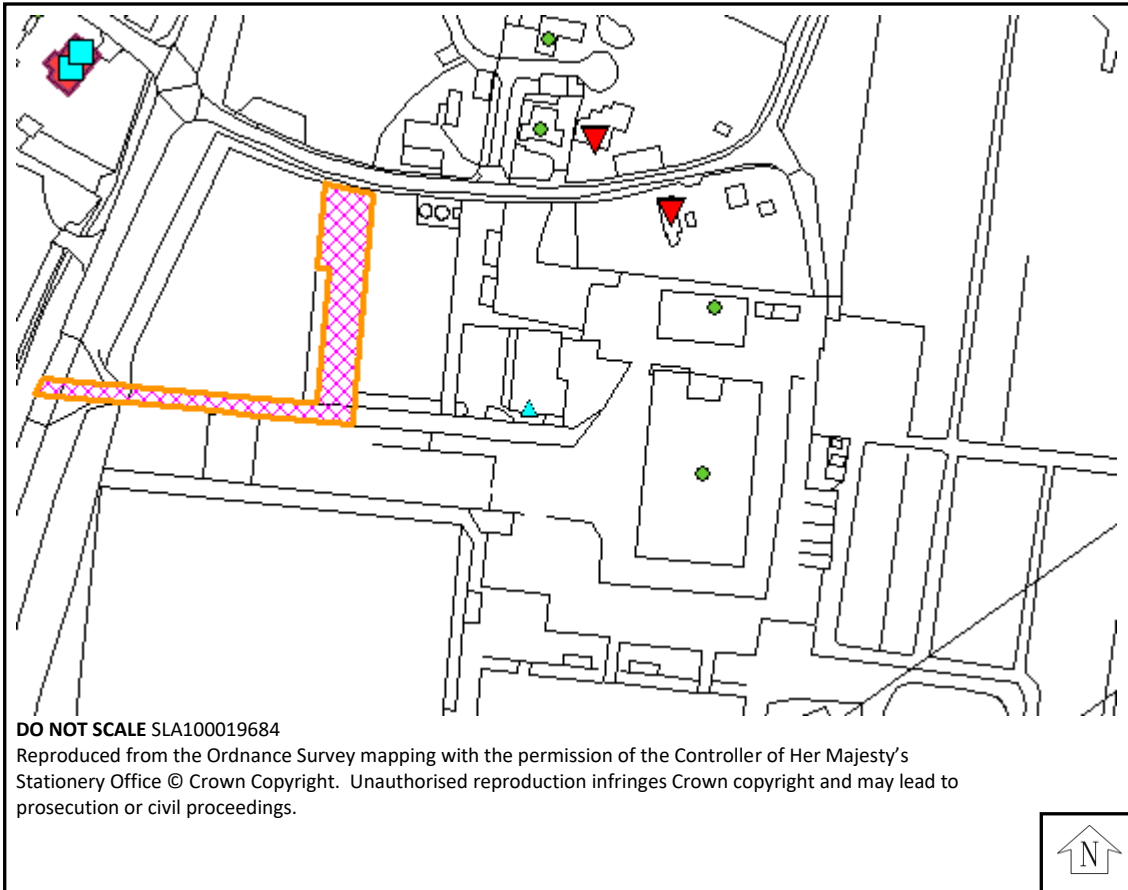 DO NOT SCALE SLA100019684
Reproduced from the Ordnance Survey mapping with the permission of the Controller of Her Majesty's
Stationery Office © Crown Copyright.  Unauthorised reproduction infringes Crown copyright and may lead to
prosecution or civil proceedings.
N